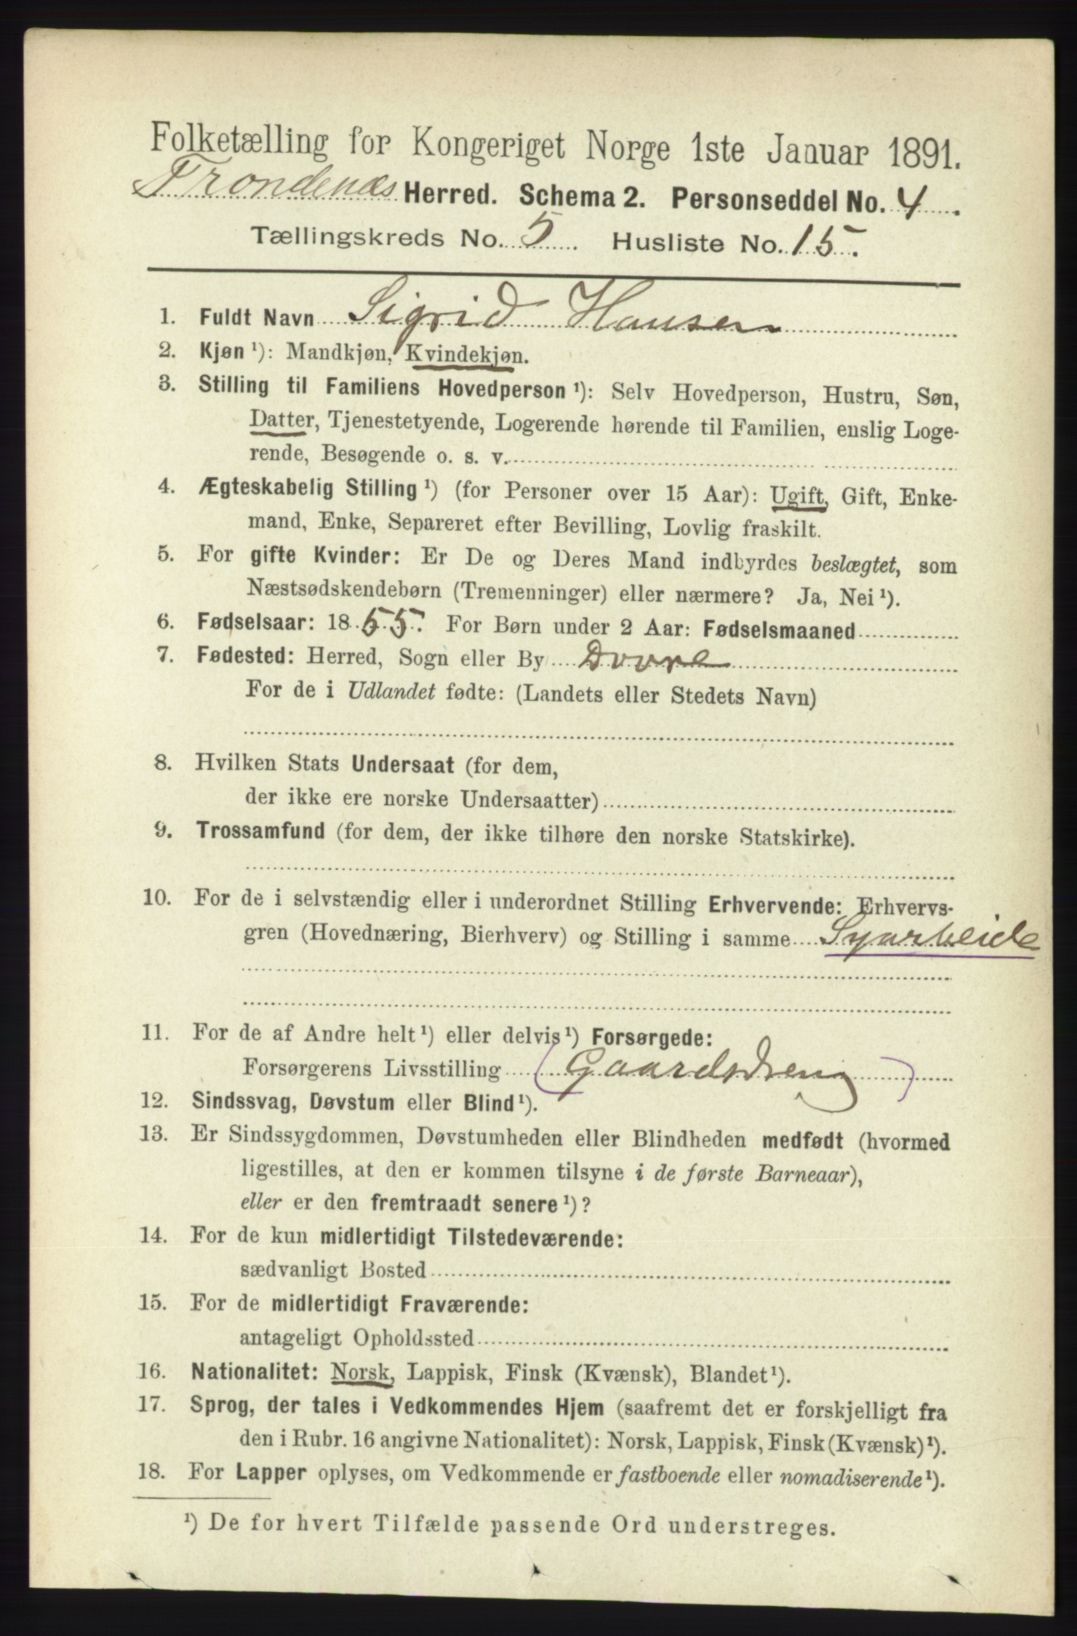 Folketælling for Kongeriget Norge 1ste Januar 1891.
Trondenæs Herred. Schema 2. Personseddel No. 4.
Tællingskreds No. 5. Husliste No. 15.
1. Fuldt Navn Sigrid Hansen
2. Kjøn ¹): Mandkjøn, Kvindekjøn.
3. Stilling til Familiens Hovedperson ¹): Selv Hovedperson, Hustru, Søn,
Datter, Tjenestetyende, Logerende hørende til Familien, enslig Loge-
rende, Besøgende o. s. v.
4. Ægteskabelig Stilling ¹) (for Personer over 15 Aar): Ugift, Gift, Enke-
mand, Enke, Separeret efter Bevilling, Lovlig fraskilt.
5. For gifte Kvinder: Er De og Deres Mand indbyrdes beslægtet, som
Næstsødskendebørn (Tremenninger) eller nærmere? Ja, Nei ¹).
6. Fødselsaar: 1855. For Børn under 2 Aar: Fødselsmaaned
7. Fødested: Herred, Sogn eller By Dovre
For de i Udlandet fødte: (Landets eller Stedets Navn)
8. Hvilken Stats Undersaat (for dem,
der ikke ere norske Undersaatter)
9. Trossamfund (for dem, der ikke tilhøre den norske Statskirke).
10. For de i selvstændig eller i underordnet Stilling Erhvervende: Erhvervs-
gren (Hovednæring, Bierhverv) og Stilling i samme Syarbeide
11. For de af Andre helt ¹) eller delvis ¹) Forsørgede:
Forsørgerens Livsstilling (Gaardsdreng)
12. Sindssvag, Døvstum eller Blind ¹).
13. Er Sindssygdommen, Døvstumheden eller Blindheden medfødt (hvormed
ligestilles, at den er kommen tilsyne i de første Barneaar),
eller er den fremtraadt senere ¹)?
14. For de kun midlertidigt Tilstedeværende:
sædvanligt Bosted
15. For de midlertidigt Fraværende:
antageligt Opholdssted
16. Nationalitet: Norsk, Lappisk, Finsk (Kvænsk), Blandet ¹).
17. Sprog, der tales i Vedkommendes Hjem (saafremt det er forskjelligt fra
den i Rubr. 16 angivne Nationalitet): Norsk, Lappisk, Finsk (Kvænsk) ¹).
18. For Lapper oplyses, om Vedkommende er fastboende eller nomadiserende ¹).
¹) De for hvert Tilfælde passende Ord understreges.